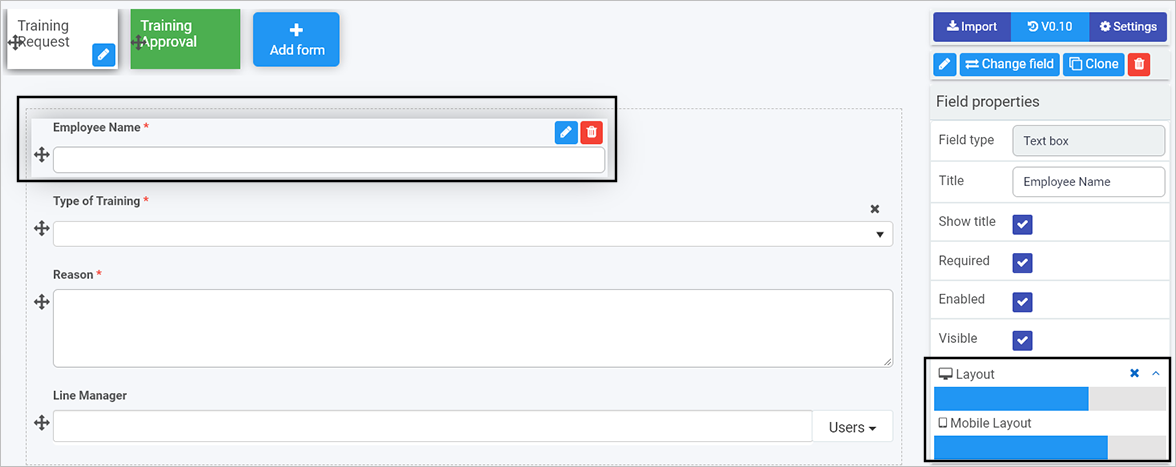 Training
Request
Training
Approval
Add form
Import
V0.10
Settings
Change field
Clone
Field properties
Employee Name *
Field type
Text box
Title
Employee Name
Type of Training *
Show title
Required
Reason *
Enabled
Visible
Layout
Mobile Layout
Line Manager
Users